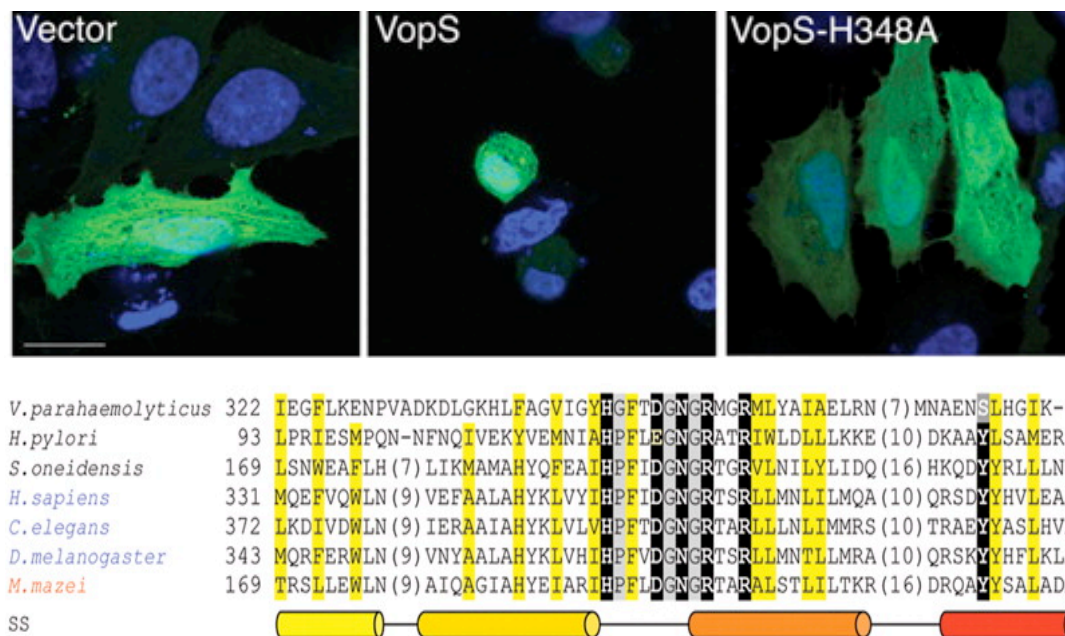 Vector
VopS
VopS-H348A
V.parahaemolyticus 322 IEGFLKENPVADKDLGKHLFAGVIGYHGFTDGNGRMGRMLYAIAELRN(7)MNAENSLHGIK-
H.pylori 93 LPRIESMPQNN-NFNQIVEKYVEMNIAHPFLEGNGRATRIWLDLLLKKE(10)DKAAYLSAMER
S.oneidensis 169 LSNWEAFLH(7)LIKMAMAHYQFEAIHPFIDGNGRTGRVLNILYLIDQ(16)HKQDYYRLLLN
H.sapiens 331 MQEFVQWLN(9)VEFAALAHYKLVYIHPFIDGNGRTSRLLMNLILMQA(10)QRSDYYHVLEA
C.elegans 372 LKDIVDWLN(9)IERAAIAHYKLVLVHPFTDGNGRTARLLLNLIMMRS(10)TRAEYYASLHV
D.melanogaster 343 MQRFERWLN(9)VNYAALAHYKLVHIHPFVDGNGRTSRLLMNTLLMRA(10)QRSKYYHFLKL
M.mazei 169 TRSLLEWLN(9)AIQAGIAHYEIARIHPFLDGNGRTARALSTLILTKR(16)DRQAYYSALAD
SS